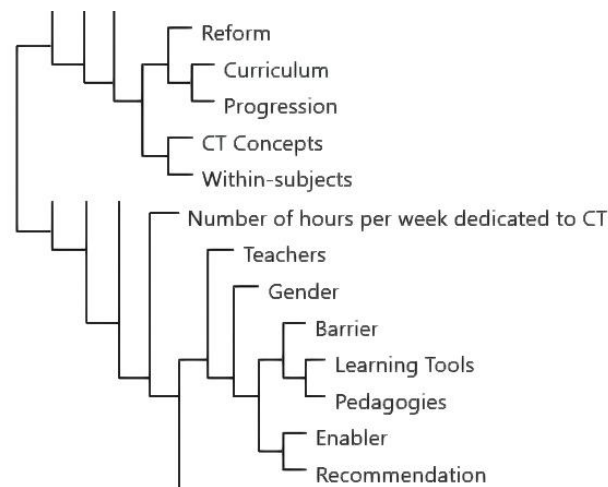 Reform
Curriculum
Progression
CT Concepts
Within-subjects
Number of hours per week dedicated to CT
Teachers
Gender
Barrier
Learning Tools
Pedagogies
Enabler
Recommendation